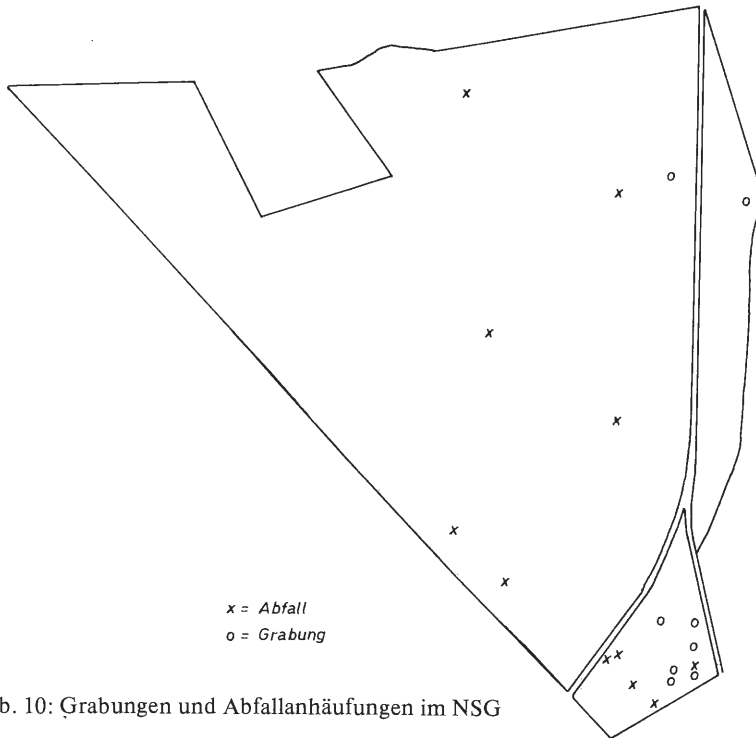 x = Abfall
o = Grabung
b. 10: Grabungen und Abfallanhäufungen im NSG